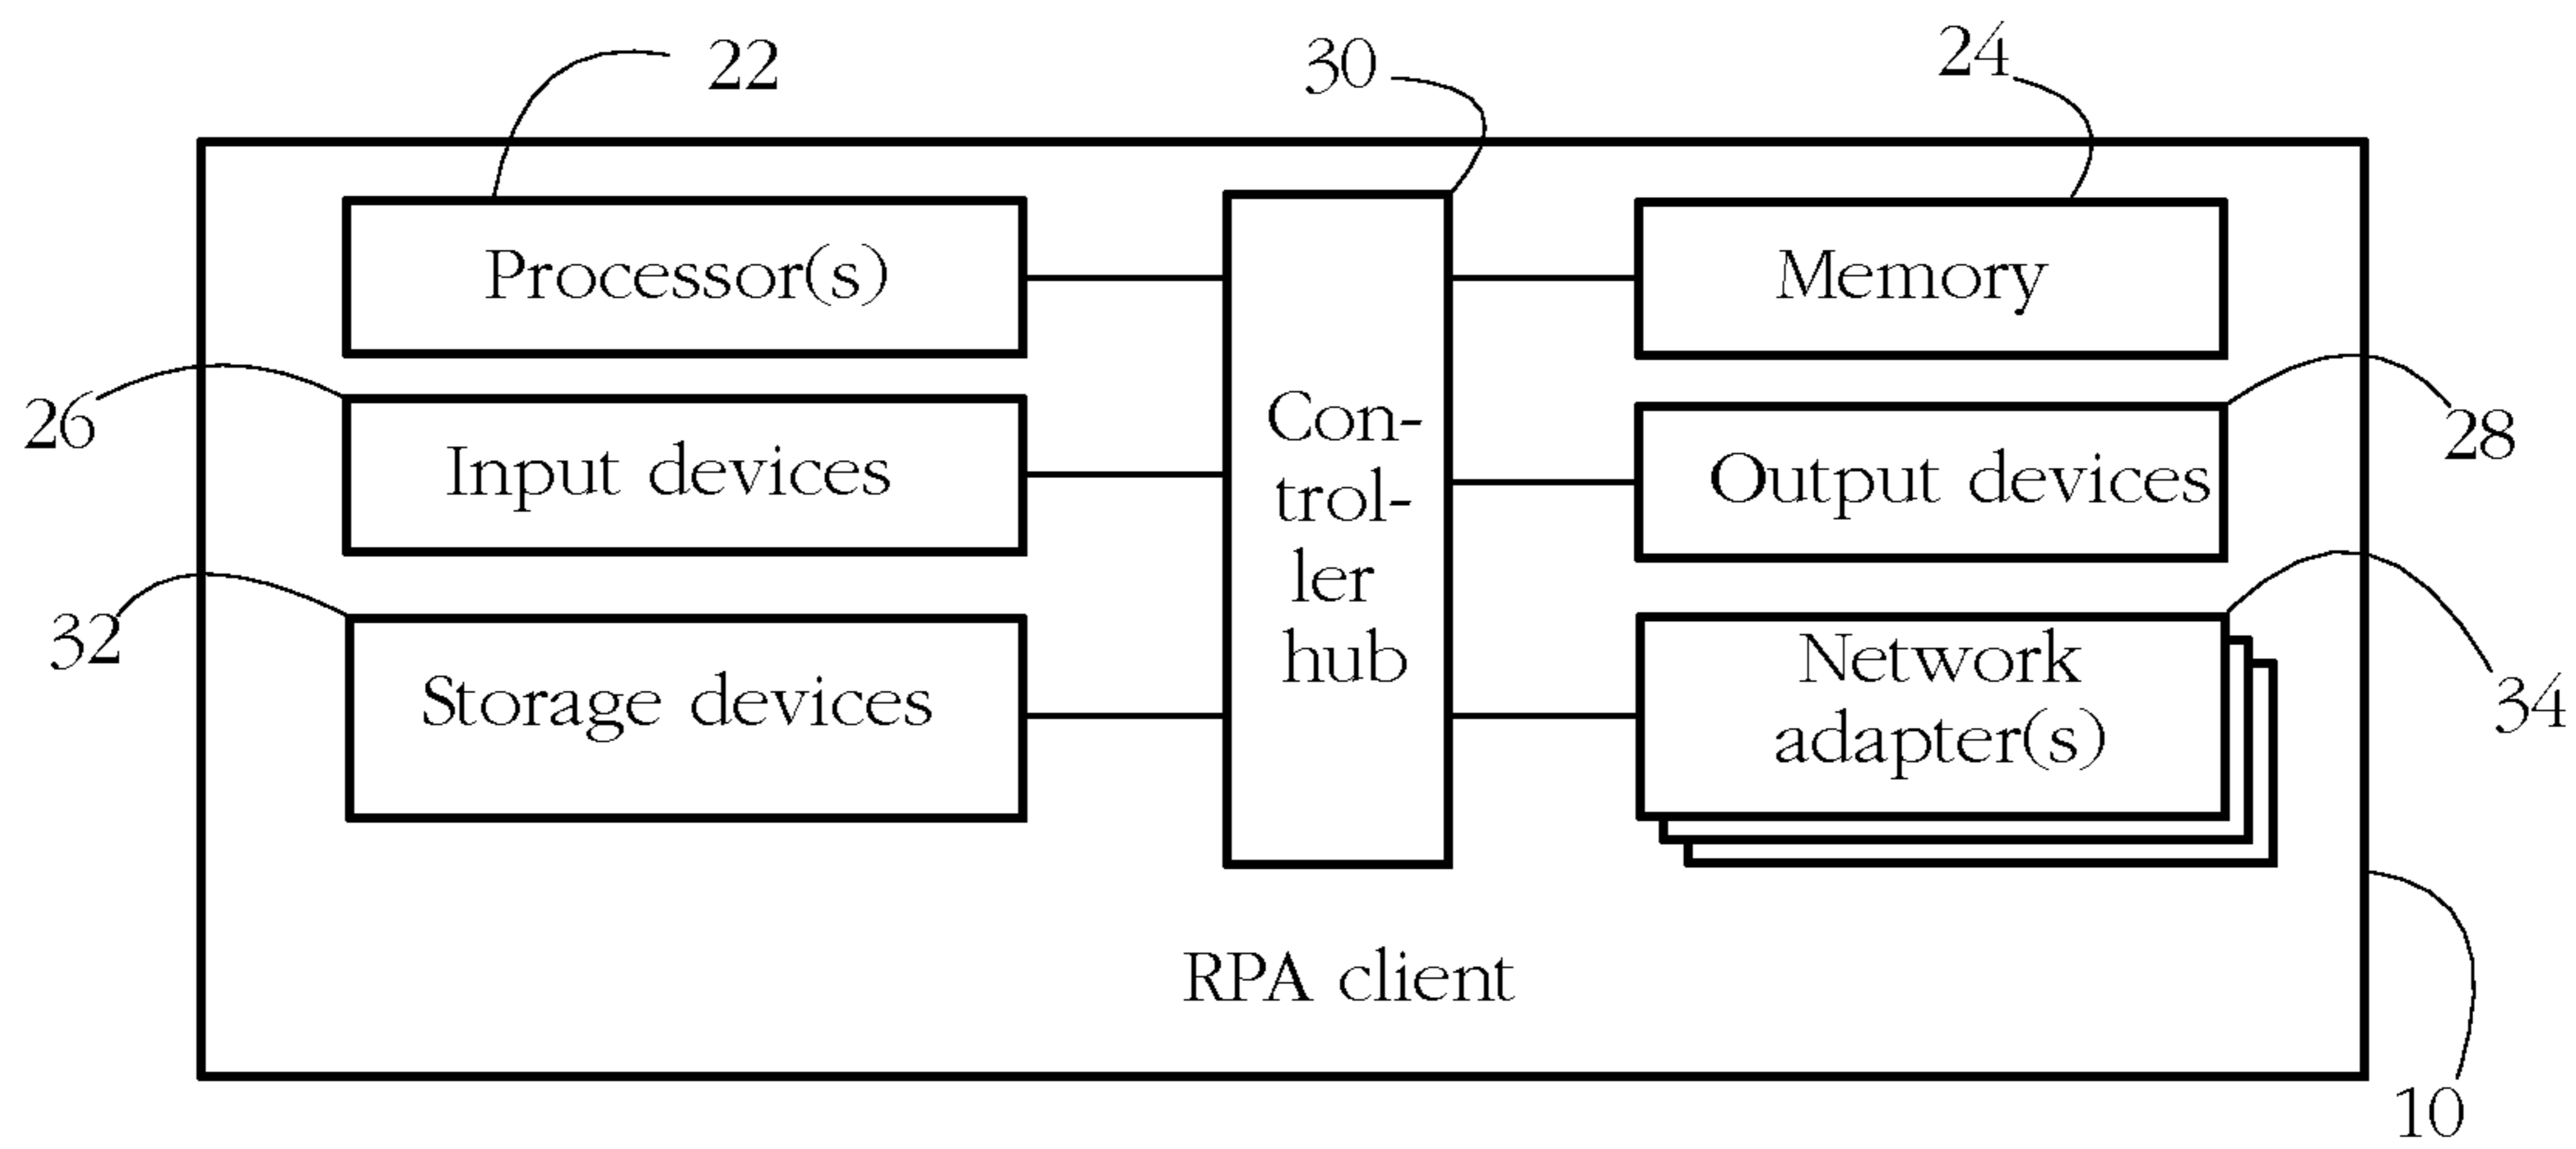 22
30
24
Processor(s)
Memory
26
Input devices
Con-
trol-
ler
hub
Output devices
28
32
Storage devices
Network
adapter(s)
34
RPA client
10